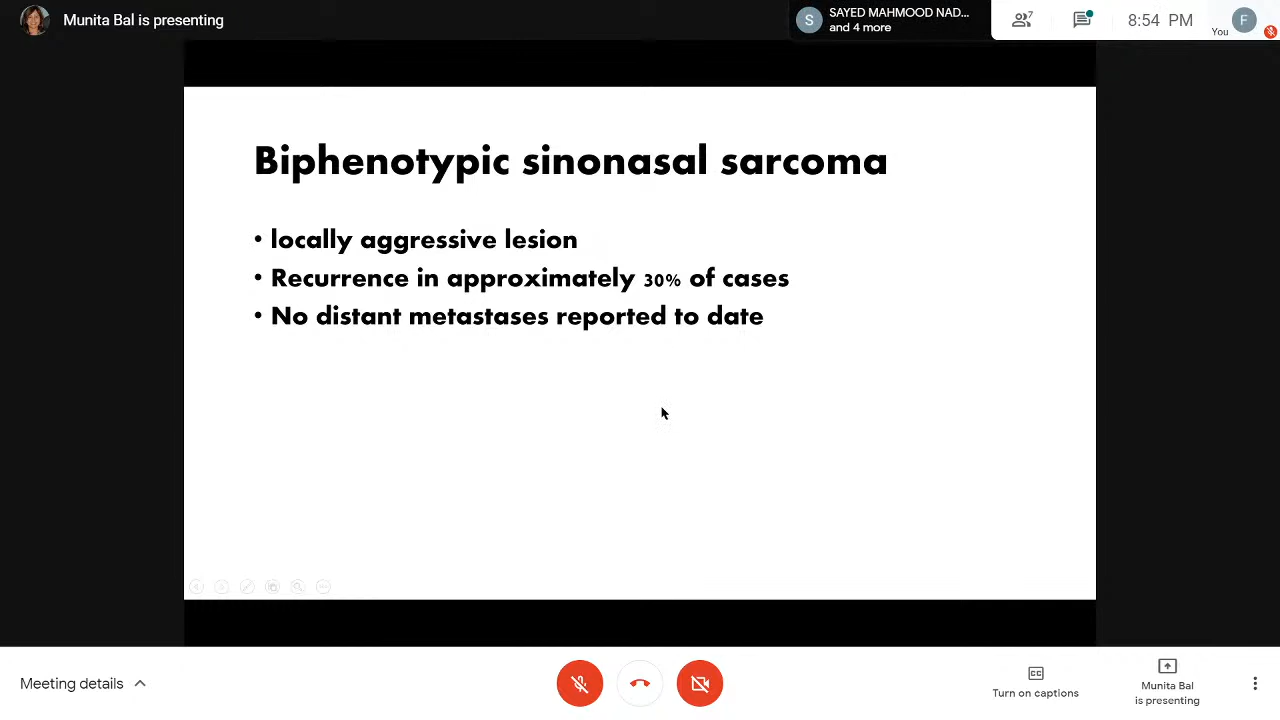 Munita Bal is presenting
S
SAYED MAHMOOD NAD...
and 4 more
7
8:54 PM
You
F
Biphenotypic sinonasal sarcoma
• locally aggressive lesion
• Recurrence in approximately 30% of cases
• No distant metastases reported to date
Meeting details
CC
Turn on captions
Munita Bal
is presenting